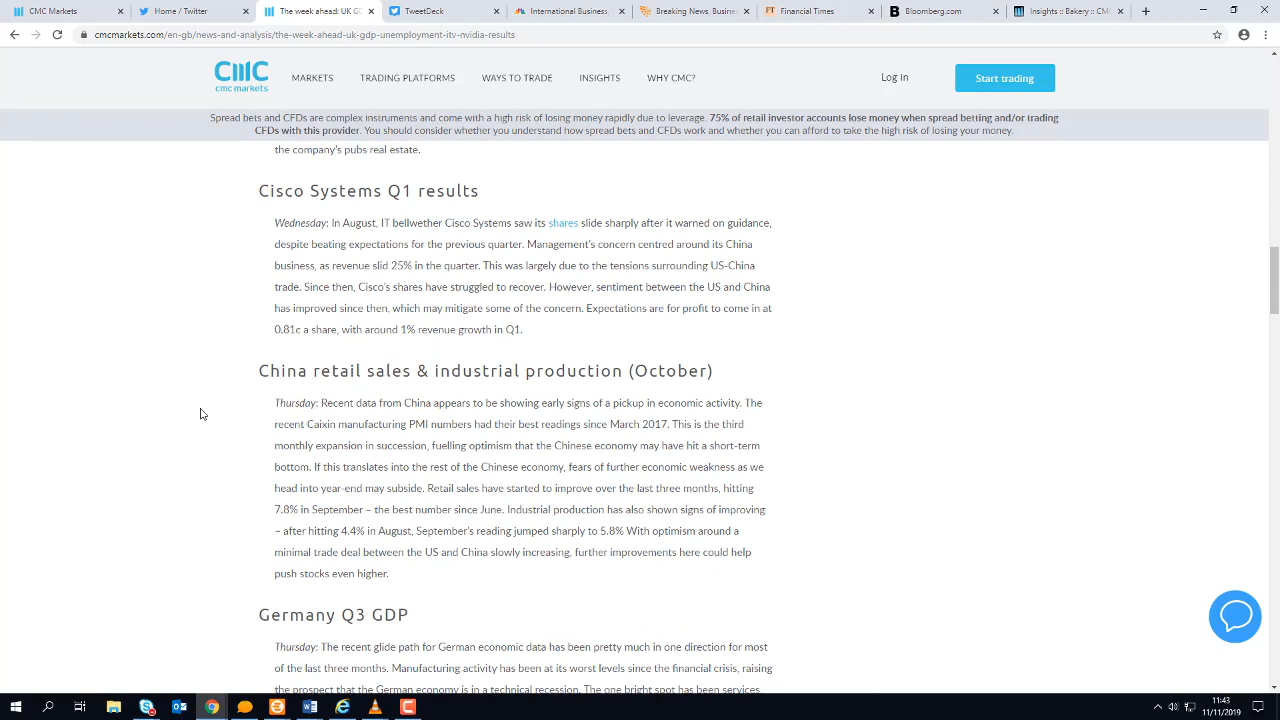 CMC Markets
Home / Twitter
The week ahead: UK GD
TweetDeck
International Business,
Breaking News, Busine
Financial Times
Bloomberg.com
Insights :: Bakery :: CM
cmcmarkets.com/en-gb/news-and-analysis/the-week-ahead-uk-gdp-unemployment-itv-nvidia-results
cmc markets
MARKETS
TRADING PLATFORMS
WAYS TO TRADE
INSIGHTS
WHY CMC?
Log in
Start trading
Spread bets and CFDs are complex instruments and come with a high risk of losing money rapidly due to leverage. 75% of retail investor accounts lose money when spread betting and/or trading
CFDs with this provider. You should consider whether you understand how spread bets and CFDs work and whether you can afford to take the high risk of losing your money.
the company's pubs real estate.
Cisco Systems Q1 results
Wednesday: In August, IT bellwether Cisco Systems saw its shares slide sharply after it warned on guidance,
despite beating expectations for the previous quarter. Management's concern centred around its China
business, as revenue slid 25% in the quarter. This was largely due to the tensions surrounding US-China
trade. Since then, Cisco's shares have struggled to recover. However, sentiment between the US and China
has improved since then, which may mitigate some of the concern. Expectations are for profit to come in at
0.81c a share, with around 1% revenue growth in Q1.
China retail sales & industrial production (October)
Thursday: Recent data from China appears to be showing early signs of a pickup in economic activity. The
recent Caixin manufacturing PMI numbers had their best readings since March 2017. This is the third
monthly expansion in succession, fuelling optimism that the Chinese economy may have hit a short-term
bottom. If this translates into the rest of the Chinese economy, fears of further economic weakness as we
head into year-end may subside. Retail sales have started to improve over the last three months, hitting
7.8% in September – the best number since June. Industrial production has also shown signs of improving
– after hitting 4.4% in August, September's reading jumped sharply to 5.8% With optimism around a
minimal trade deal between the US and China slowly increasing, further improvements here could help
push stocks even higher.
Germany Q3 GDP
Thursday: The recent glide path for German economic data has been pretty much in one direction for most
of the last three months. Manufacturing activity has been at its worst levels since the financial crisis, raising
the prospect that the German economy is in a technical recession. The one bright spot has been services
11:43
11/11/2019